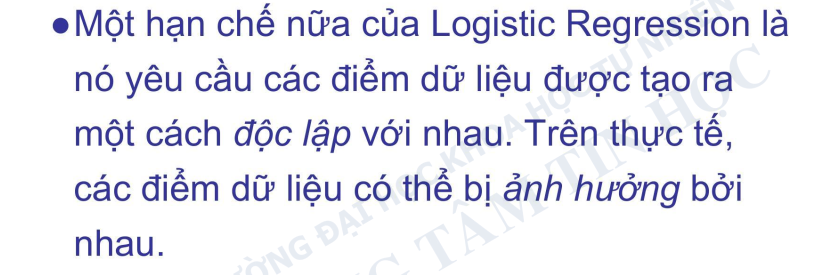 ●Một hạn chế nữa của Logistic Regression là
nó yêu cầu các điểm dữ liệu được tạo ra
một cách độc lập với nhau. Trên thực tế,
các điểm dữ liệu có thể bị ảnh hưởng bởi
nhau.
ỜNG ĐẠI HỌC KHOA HỌC TỰ NHIÊN
TÂM TIN HỌC